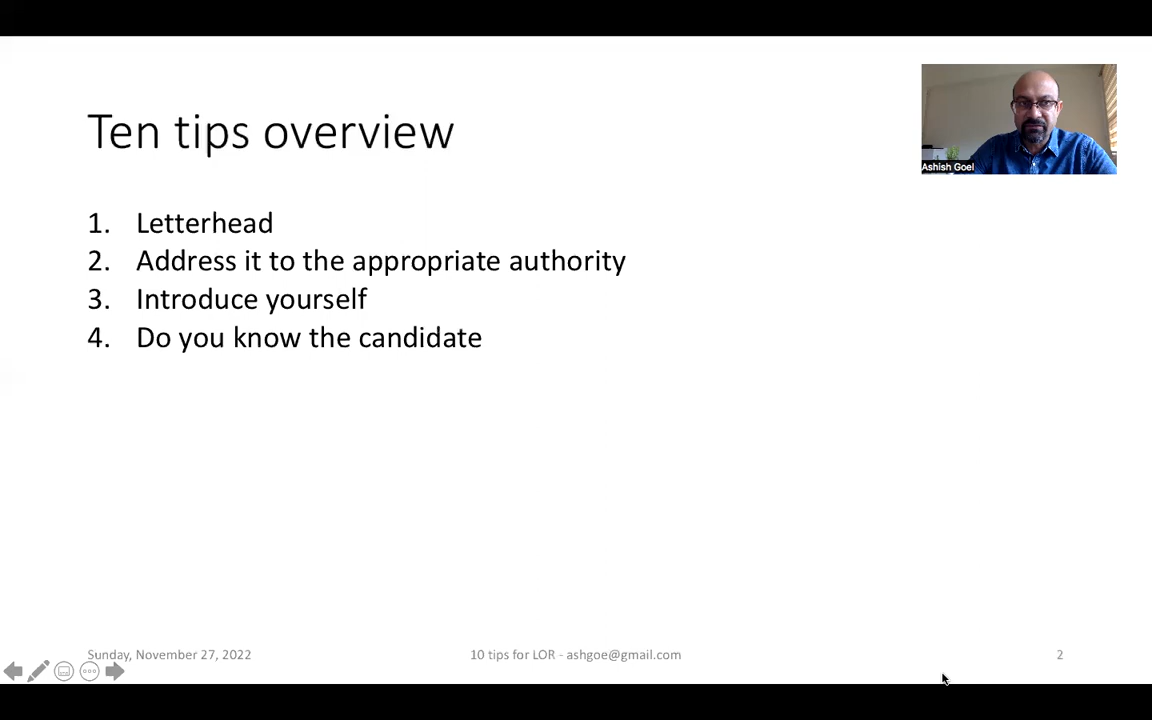 Ten tips overview
Ashish Goel
1. Letterhead
2. Address it to the appropriate authority
3. Introduce yourself
4. Do you know the candidate
Sunday, November 27, 2022
10 tips for LOR - ashgoe@gmail.com
2